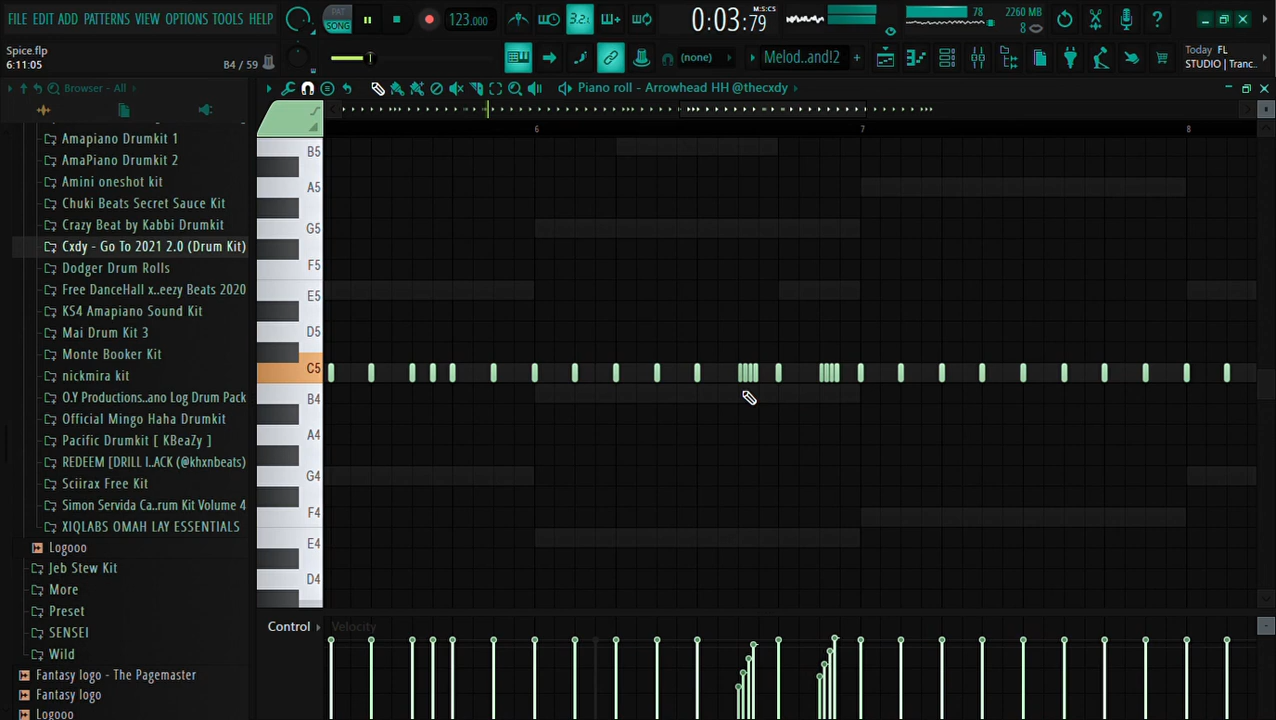 FILE EDIT ADD PATTERNS VIEW OPTIONS TOOLS HELP
PAT
SONG
123.000
3.2
0:03:79
M:S:CS
78
2260 MB
8
Spice.flp
6:11:05
B4 / 59
(none)
Melod..and!2
Today FL
STUDIO | Tranc..
Browser - All
Piano roll - Arrowhead HH @thecxdy
6
7
8
Amapiano Drumkit 1
AmaPiano Drumkit 2
Amini oneshot kit
Chuki Beats Secret Sauce Kit
Crazy Beat by Kabbi Drumkit
Cxdy - Go To 2021 2.0 (Drum Kit)
Dodger Drum Rolls
Free DanceHall x..eezy Beats 2020
KS4 Amapiano Sound Kit
Mai Drum Kit 3
Monte Booker Kit
nickmira kit
O.Y Productions..ano Log Drum Pack
Official Mingo Haha Drumkit
Pacific Drumkit [ KBeaZy ]
REDEEM [DRILL I..ACK (@khxnbeats)
Sciirax Free Kit
Simon Servida Ca..rum Kit Volume 4
XIQLABS OMAH LAY ESSENTIALS
Logooo
Jeb Stew Kit
More
Preset
SENSEI
Wild
Fantasy logo - The Pagemaster
Fantasy logo
Logooo
B5
A5
G5
F5
E5
D5
C5
B4
A4
G4
F4
E4
D4
Control
Velocity